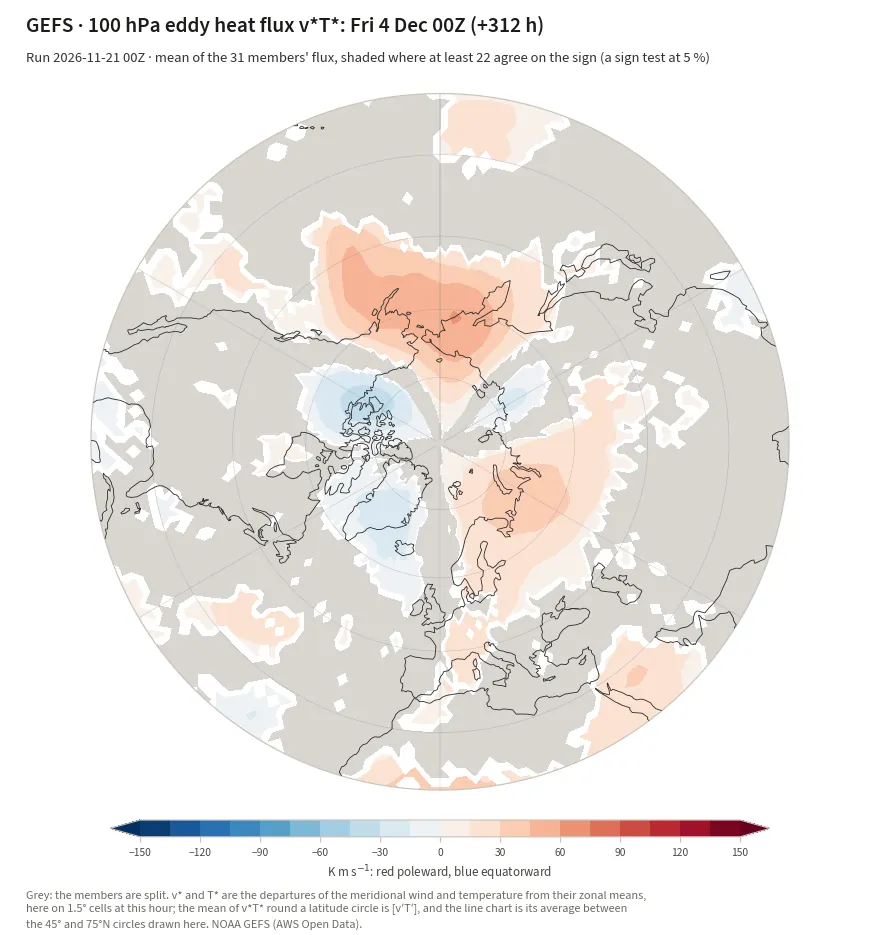 GEFS · 100 hPa eddy heat flux v*T*: Fri 4 Dec 00Z (+312 h)
Run 2026-11-21 00Z · mean of the 31 members' flux, shaded where at least 22 agree on the sign (a sign test at 5 %)
−150 −120 −90 −60 −30 0 30 60 90 120 150
K m s⁻¹: red poleward, blue equatorward
Grey: the members are split. v* and T* are the departures of the meridional wind and temperature from their zonal means,
here on 1.5° cells at this hour; the mean of v*T* round a latitude circle is [v'T'], and the line chart is its average between
the 45° and 75°N circles drawn here. NOAA GEFS (AWS Open Data).